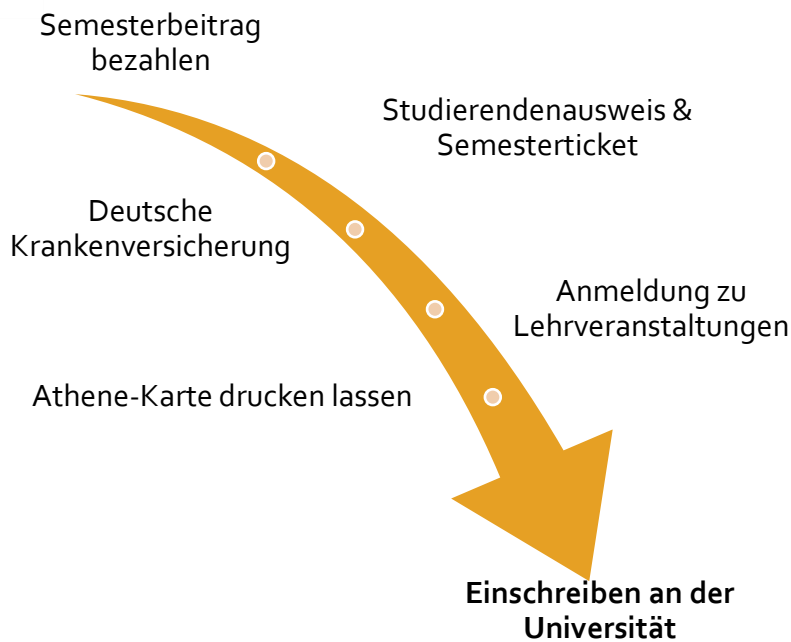 Semesterbeitrag
bezahlen
Studierendenausweis &
Semesterticket
Deutsche
Krankenversicherung
Anmeldung zu
Lehrveranstaltungen
Athene-Karte drucken lassen
Einschreiben an der
Universität